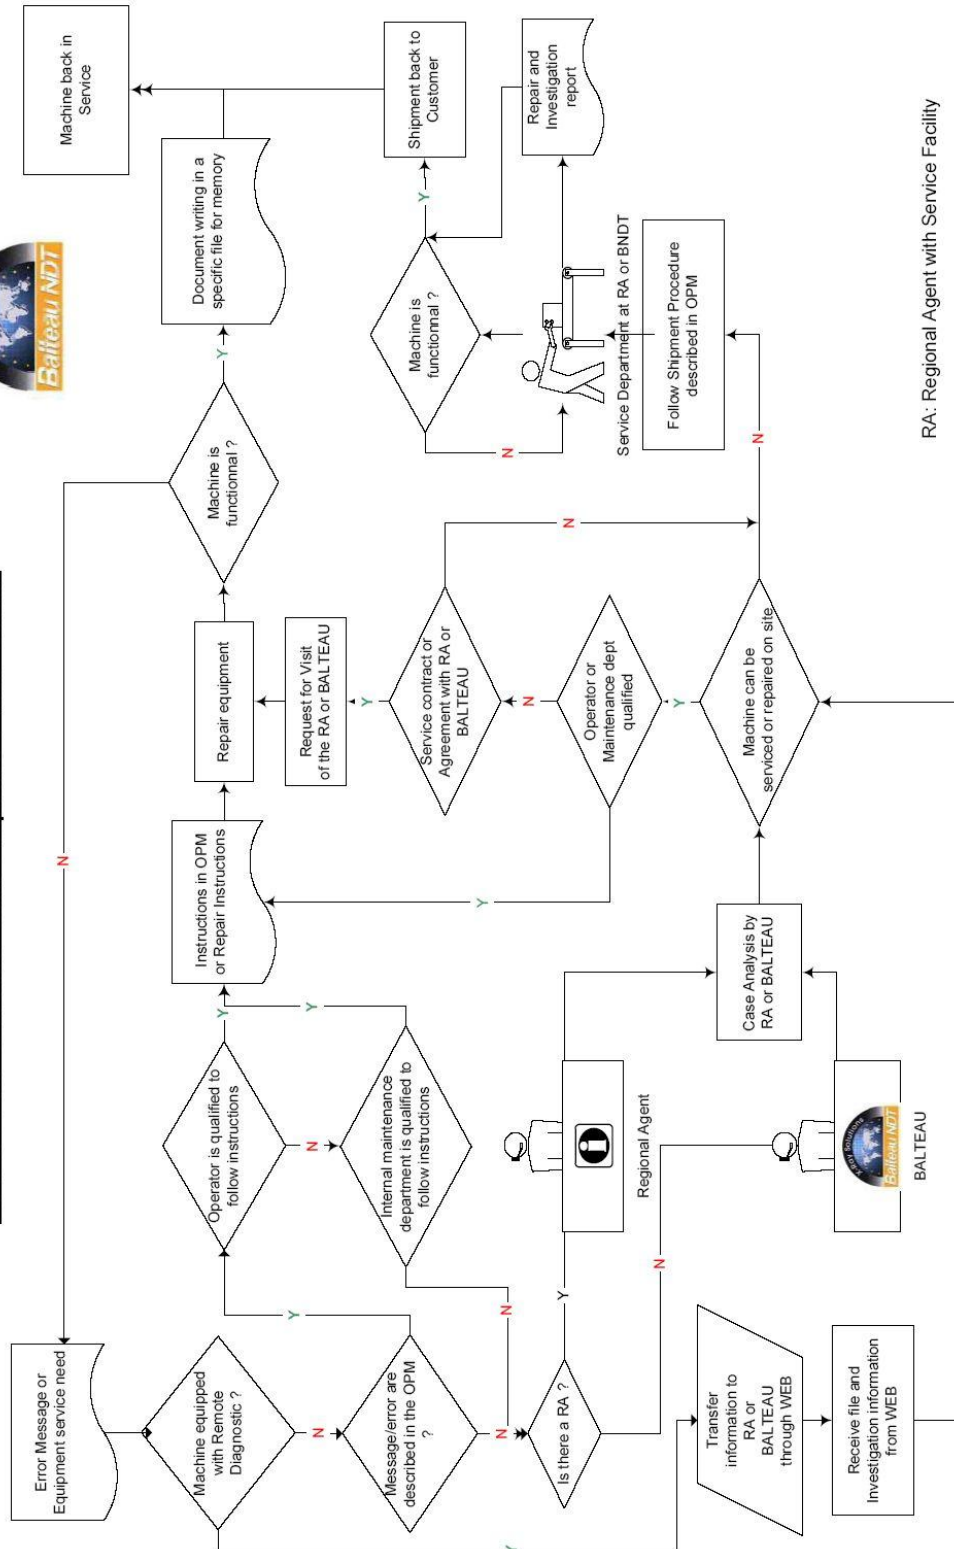 Error Message or
Equipment service need
Machine equipped
with Remote
Diagnostic ?
N
Message/error are
described in the OPM
?
N
Is there a RA ?
Y
Y
N
Transfer
information to
RA or
BALTEAU
through WEB
Receive file and
Investigation information
from WEB
Y
Operator is qualified to
follow instructions
N
Internal maintenance
department is qualified to
follow instructions
N
Y
Y
Regional Agent
X-Ray Solutions
Balteau NDT
BALTEAU
N
Instructions in OPM
or Repair Instructions
Y
Case Analysis by
RA or BALTEAU
Repair equipment
Request for Visit
of the RA or BALTEAU
Y
Service contract or
Agreement with RA or
BALTEAU
N
Operator or
Maintenance dept
qualified
Y
Machine can be
serviced or repaired on site
N
N
Machine is
functionnal ?
Y
Balteau NDT
Document writing in a
specific file for memory
Machine is
functionnal ?
N
Y
Service Department at RA or BNDT
Follow Shipment Procedure
described in OPM
Machine back in
Service
Shipment back to
Customer
Repair and
Investigation
report
RA: Regional Agent with Service Facility